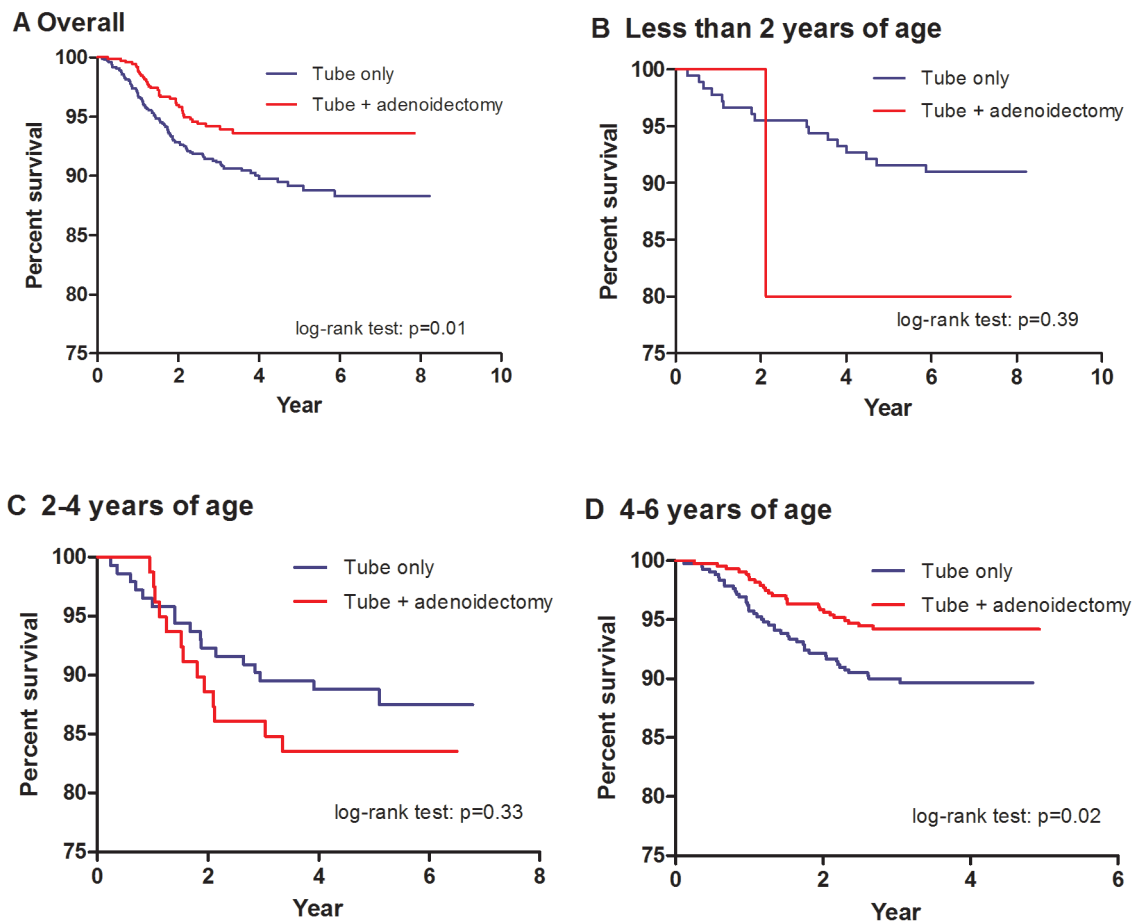 A Overall
Percent survival
100
95
90
85
80
75
Tube only
Tube + adenoidectomy
log-rank test: p=0.01
0 2 4 6 8 10
Year
B Less than 2 years of age
Percent survival
100
95
90
85
80
75
Tube only
Tube + adenoidectomy
log-rank test: p=0.39
0 2 4 6 8 10
Year
C 2-4 years of age
Percent survival
100
95
90
85
80
75
Tube only
Tube + adenoidectomy
log-rank test: p=0.33
0 2 4 6 8
Year
D 4-6 years of age
Percent survival
100
95
90
85
80
75
Tube only
Tube + adenoidectomy
log-rank test: p=0.02
0 2 4 6
Year